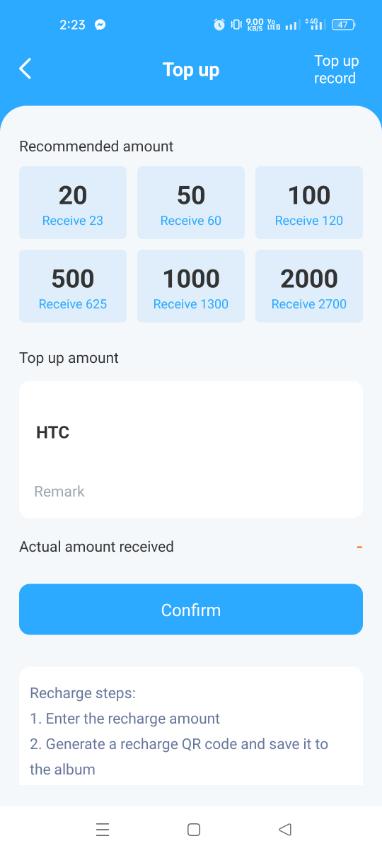 2:23
9.00
KB/S
Vo
LTE
4G
47
Top up
Top up
record
Recommended amount
20
50
100
Receive 23
Receive 60
Receive 120
500
1000
2000
Receive 625
Receive 1300
Receive 2700
Top up amount
HTC
Remark
Actual amount received
-
Confirm
Recharge steps:
1. Enter the recharge amount
2. Generate a recharge QR code and save it to
the album